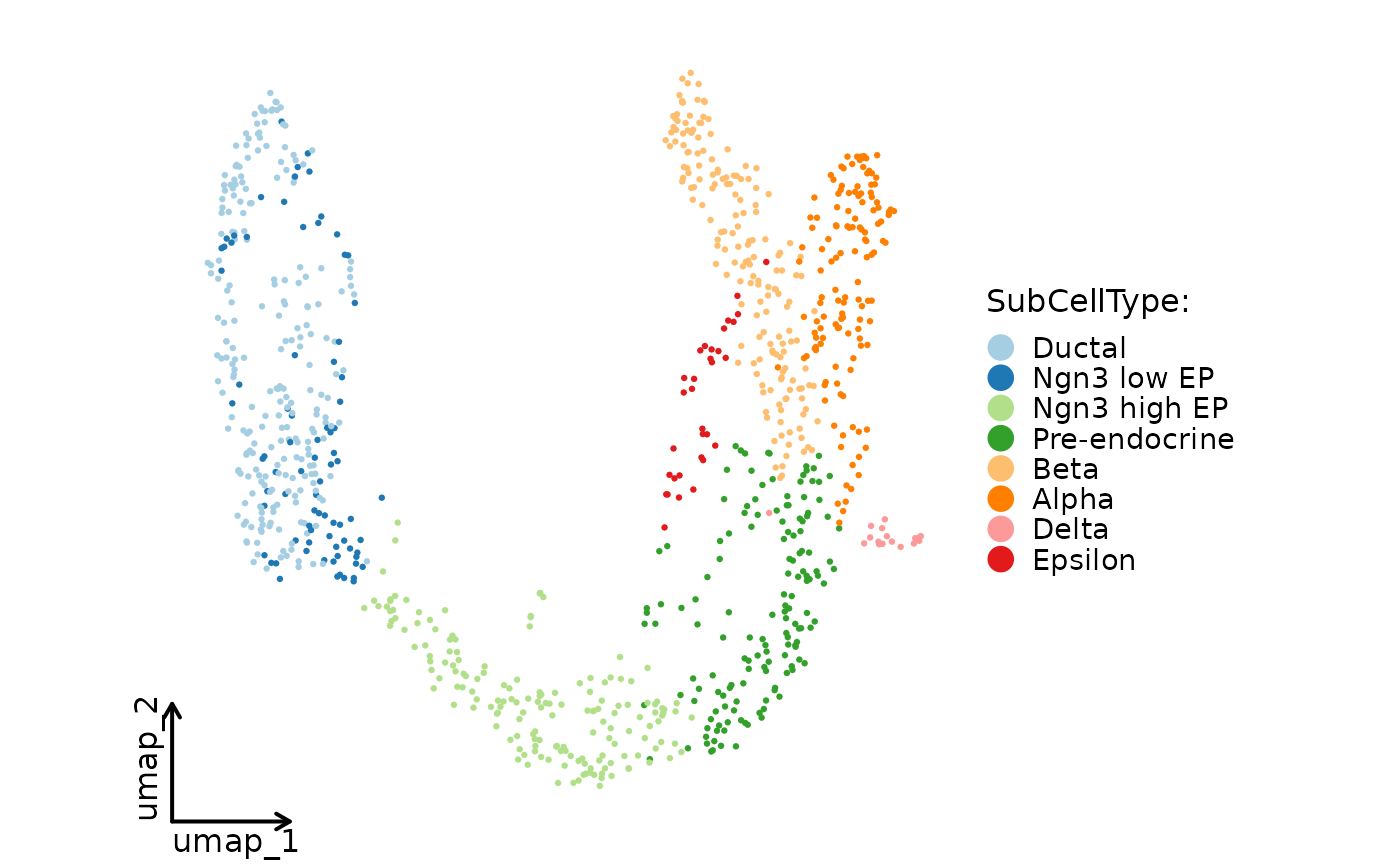 SubCellType:
Ductal
Ngn3 low EP
Ngn3 high EP
Pre-endocrine
Beta
Alpha
Delta
Epsilon
umap_2
umap_1